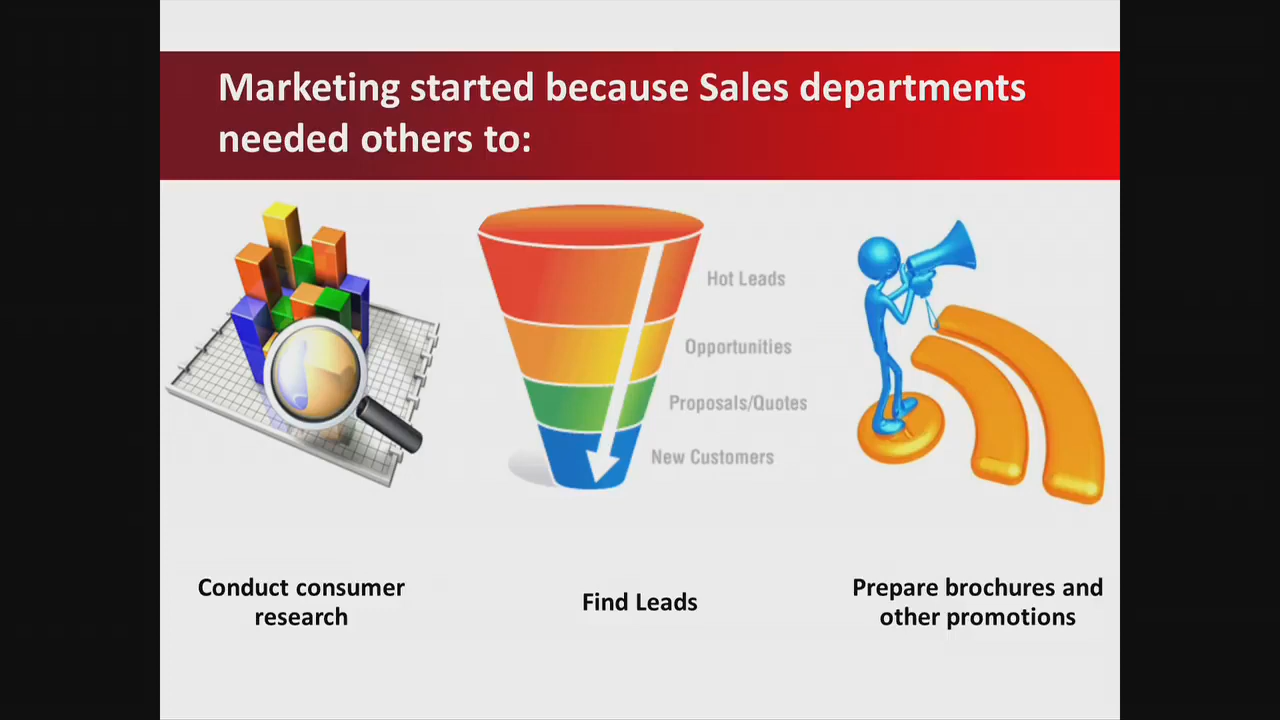 Marketing started because Sales departments
needed others to:
Hot Leads
Opportunities
Proposals/Quotes
New Customers
Conduct consumer
research
Find Leads
Prepare brochures and
other promotions